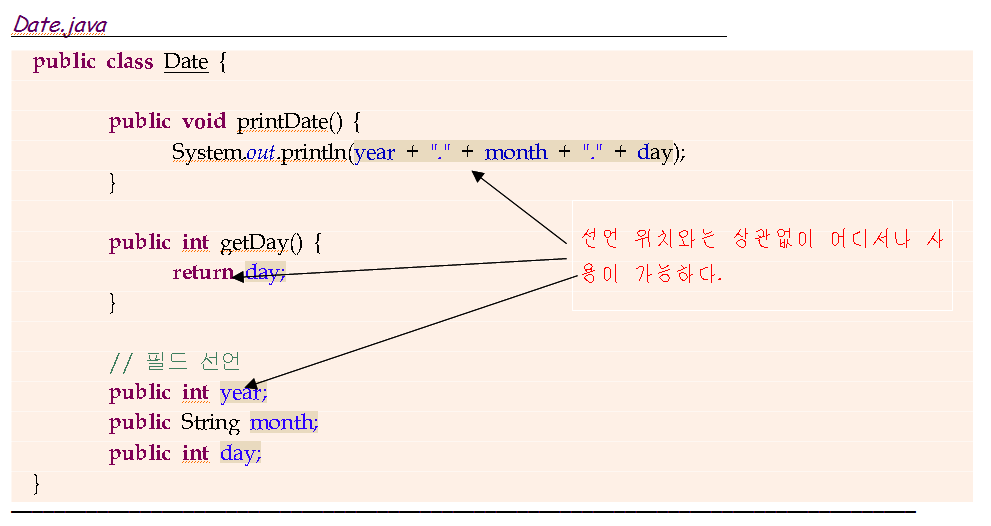 Date.java
public class Date {
public void printDate() {
System.out.println(year + "." + month + "." + day);
}
public int getDay() {
return day;
}
선언 위치와는 상관없이 어디서나 사
용이 가능하다.
// 필드 선언
public int year;
public String month;
public int day;
}